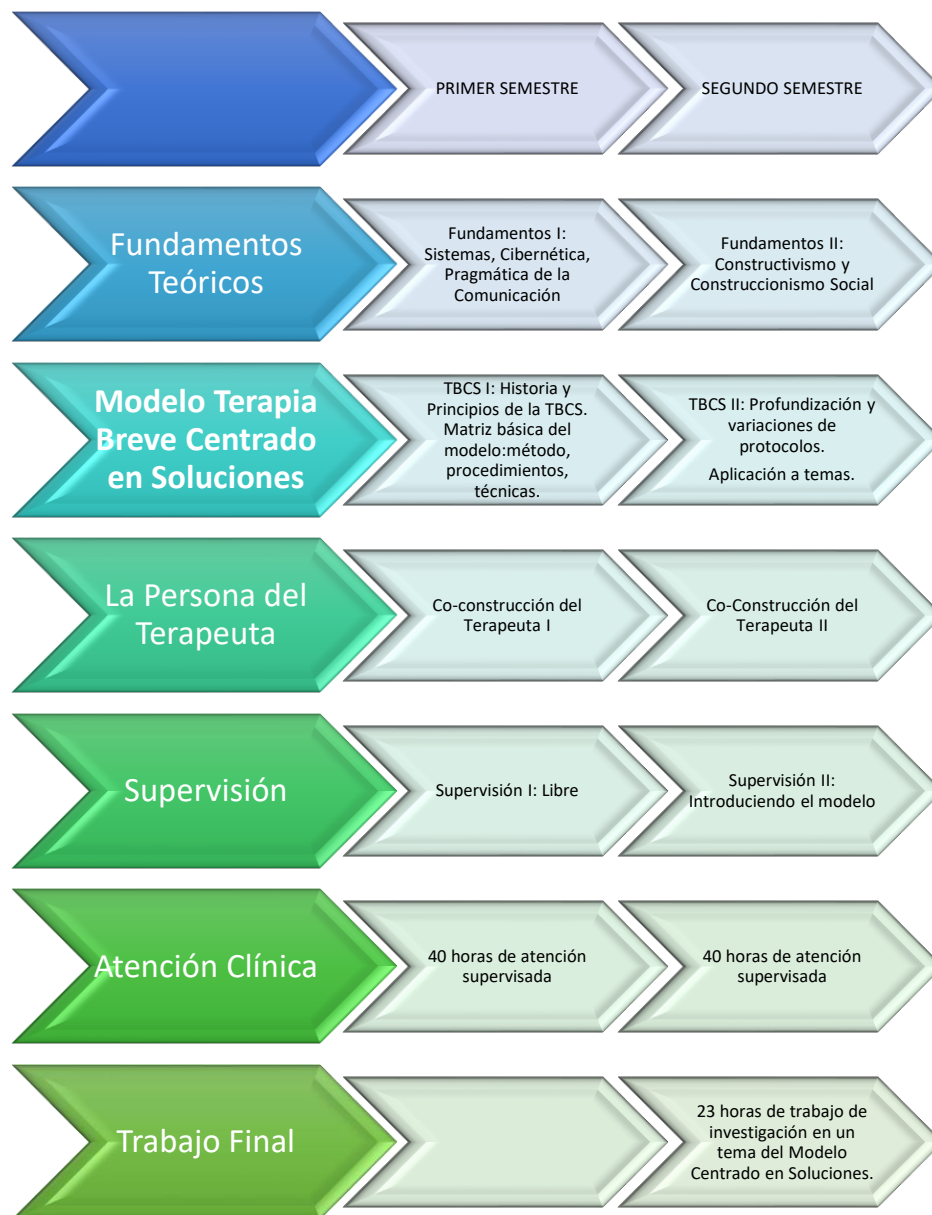 PRIMER SEMESTRE
SEGUNDO SEMESTRE
Fundamentos
Teóricos
Fundamentos I:
Sistemas, Cibernética,
Pragmática de la
Comunicación
Fundamentos II:
Constructivismo y
Construccionismo Social
Modelo Terapia
Breve Centrado
en Soluciones
TBCS I: Historia y
Principios de la TBCS.
Matriz básica del
modelo:método,
procedimientos,
técnicas.
TBCS II: Profundización y
variaciones de
protocolos.
Aplicación a temas.
La Persona del
Terapeuta
Co-construcción del
Terapeuta I
Co-Construcción del
Terapeuta II
Supervisión
Supervisión I: Libre
Supervisión II:
Introduciendo el modelo
Atención Clínica
40 horas de atención
supervisada
40 horas de atención
supervisada
Trabajo Final
23 horas de trabajo de
investigación en un
tema del Modelo
Centrado en Soluciones.